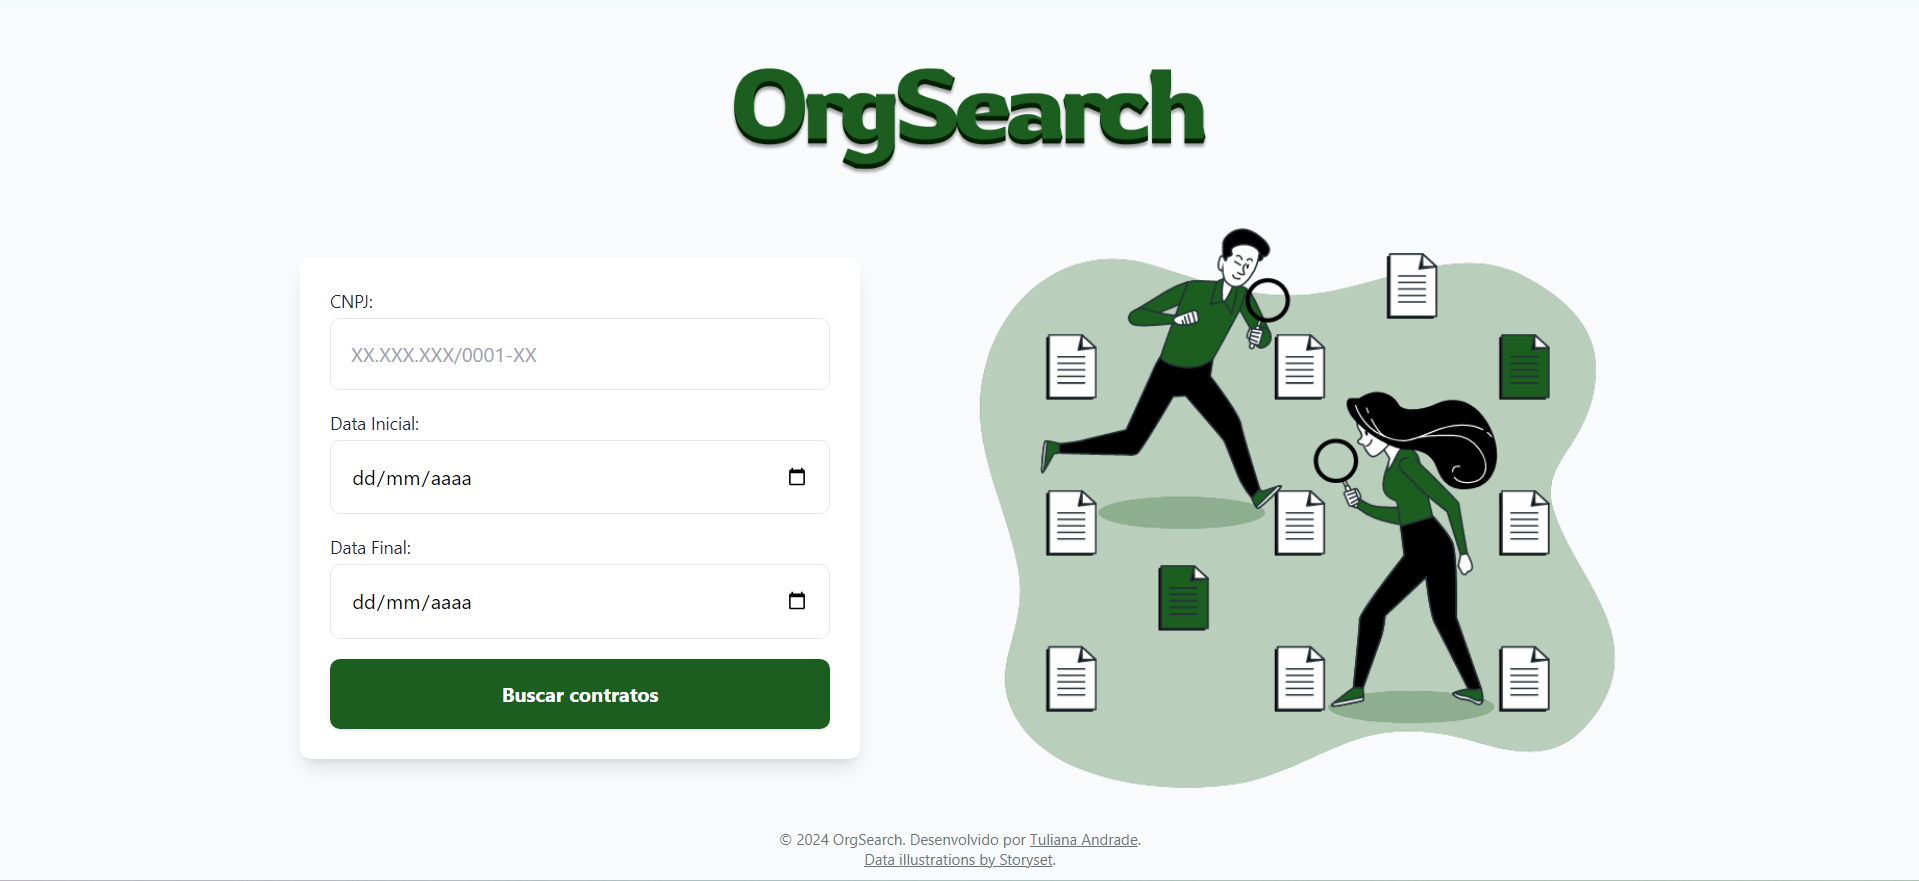 OrgSearch
CNPJ:
XX.XXX.XXX/0001-XX
Data Inicial:
dd/mm/aaaa
Data Final:
dd/mm/aaaa
Buscar contratos
© 2024 OrgSearch. Desenvolvido por Tuliana Andrade.
Data illustrations by Storyset.